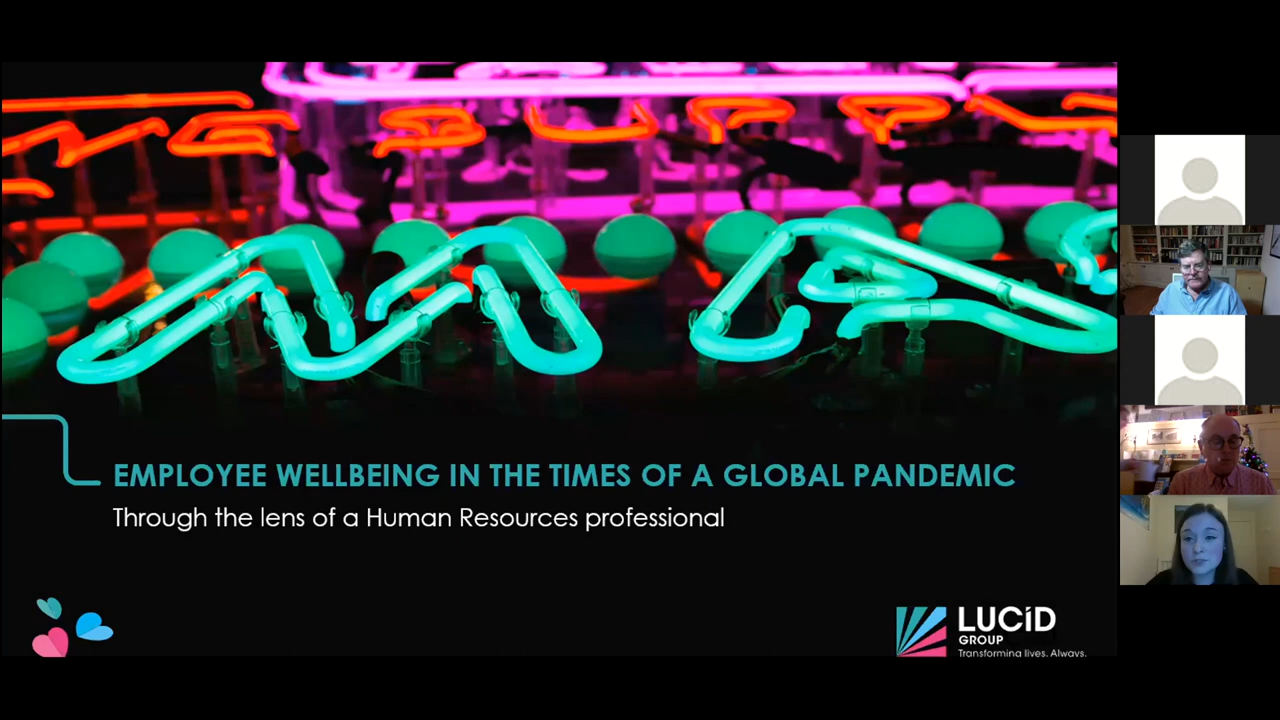 EMPLOYEE WELLBEING IN THE TIMES OF A GLOBAL PANDEMIC
Through the lens of a Human Resources professional
LUCID
GROUP
Transforming lives. Always.